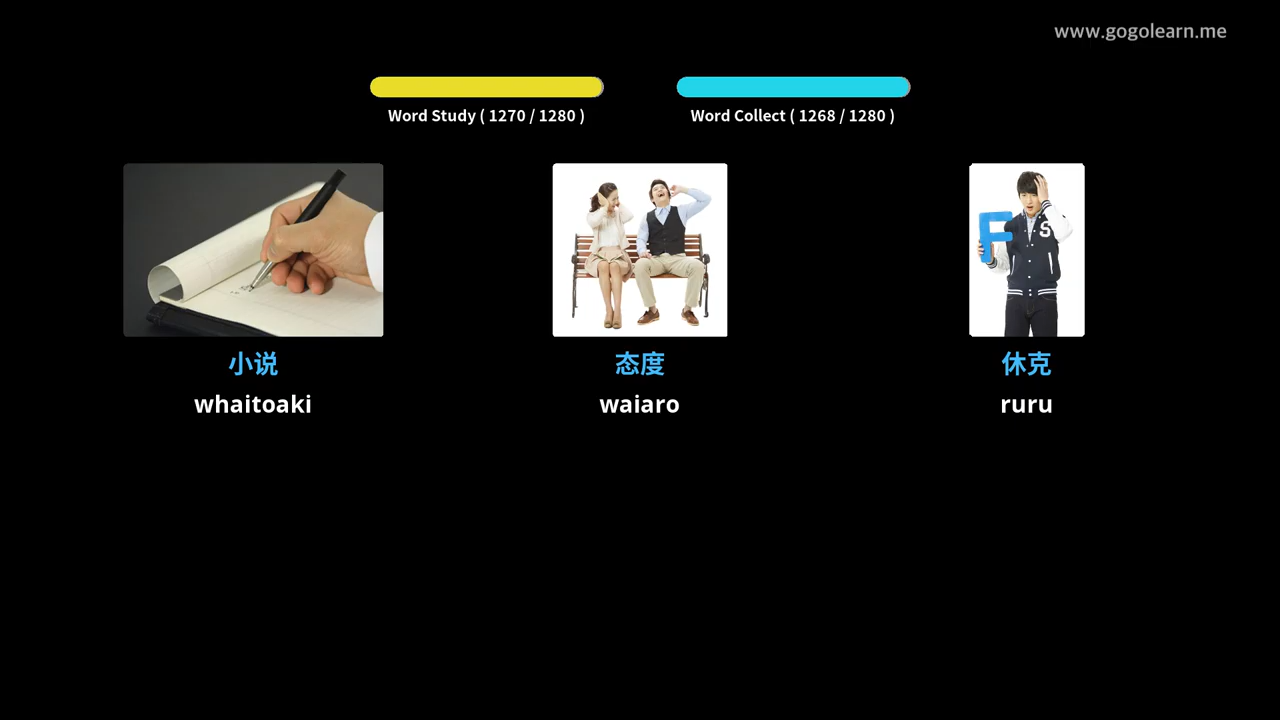 www.gogolearn.me
Word Study ( 1270 / 1280 )
Word Collect ( 1268 / 1280 )
F
S
小说
态度
休克
whaitoaki
waiaro
ruru